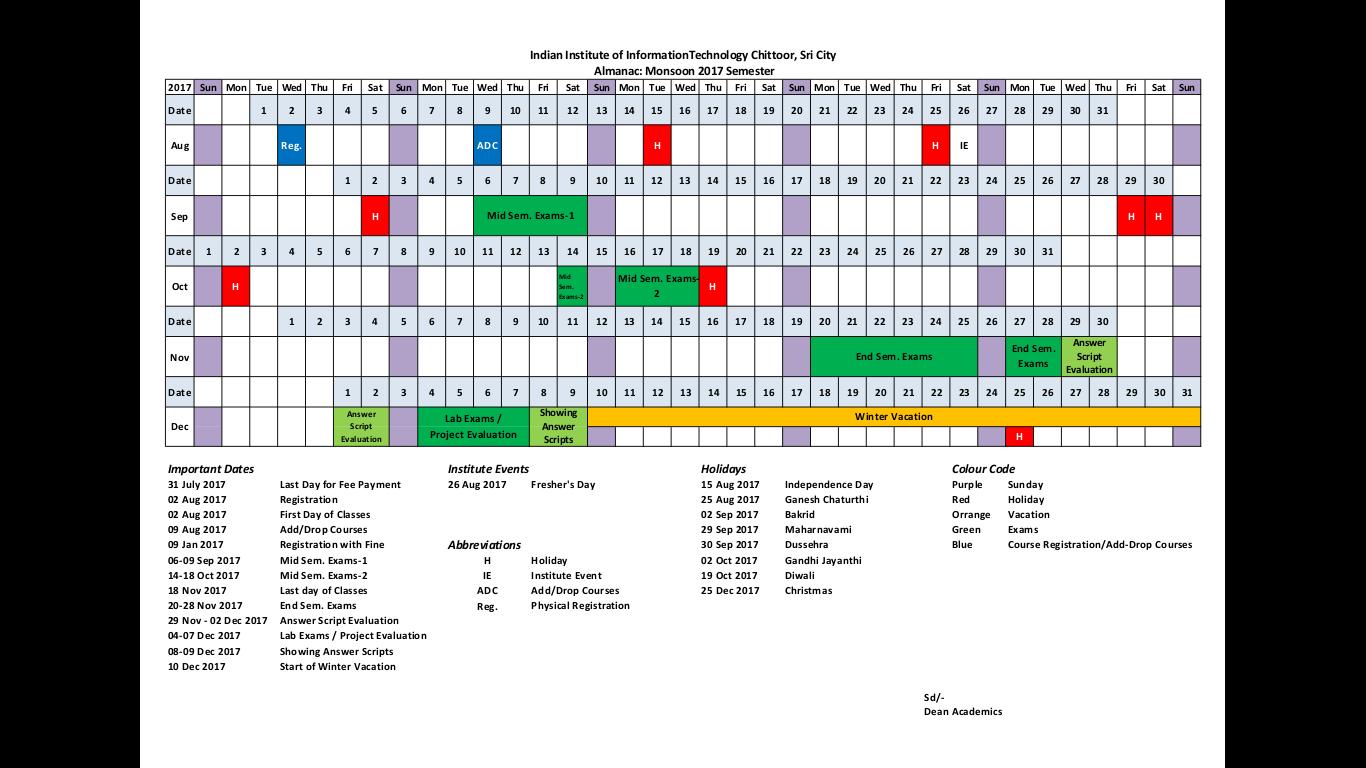 Indian Institute of InformationTechnology Chittoor, Sri City
Almanac: Monsoon 2017 Semester
2017 Sun Mon Tue Wed Thu Fri Sat Sun Mon Tue Wed Thu Fri Sat Sun Mon Tue Wed Thu Fri Sat Sun Mon Tue Wed Thu Fri Sat Sun Mon Tue Wed Thu Fri Sat Sun
Date 1 2 3 4 5 6 7 8 9 10 11 12 13 14 15 16 17 18 19 20 21 22 23 24 25 26 27 28 29 30 31
Aug Reg. ADC H H IE
Date 1 2 3 4 5 6 7 8 9 10 11 12 13 14 15 16 17 18 19 20 21 22 23 24 25 26 27 28 29 30
Sep H Mid Sem. Exams-1 H H
Date 1 2 3 4 5 6 7 8 9 10 11 12 13 14 15 16 17 18 19 20 21 22 23 24 25 26 27 28 29 30 31
Oct H Mid Sem. Exams-2 Mid Sem. Exams-2 H
Date 1 2 3 4 5 6 7 8 9 10 11 12 13 14 15 16 17 18 19 20 21 22 23 24 25 26 27 28 29 30
Nov End Sem. Exams End Sem. Exams Answer Script Evaluation
Date 1 2 3 4 5 6 7 8 9 10 11 12 13 14 15 16 17 18 19 20 21 22 23 24 25 26 27 28 29 30 31
Dec Answer Script Evaluation Lab Exams / Project Evaluation Showing Answer Scripts Winter Vacation H
Important Dates
31 July 2017 Last Day for Fee Payment
02 Aug 2017 Registration
02 Aug 2017 First Day of Classes
09 Aug 2017 Add/Drop Courses
09 Jan 2017 Registration with Fine
06-09 Sep 2017 Mid Sem. Exams-1
14-18 Oct 2017 Mid Sem. Exams-2
18 Nov 2017 Last day of Classes
20-28 Nov 2017 End Sem. Exams
29 Nov - 02 Dec 2017 Answer Script Evaluation
04-07 Dec 2017 Lab Exams / Project Evaluation
08-09 Dec 2017 Showing Answer Scripts
10 Dec 2017 Start of Winter Vacation
Institute Events
26 Aug 2017 Fresher's Day
Abbreviations
H Holiday
IE Institute Event
ADC Add/Drop Courses
Reg. Physical Registration
Holidays
15 Aug 2017 Independence Day
25 Aug 2017 Ganesh Chaturthi
02 Sep 2017 Bakrid
29 Sep 2017 Maharnavami
30 Sep 2017 Dussehra
02 Oct 2017 Gandhi Jayanthi
19 Oct 2017 Diwali
25 Dec 2017 Christmas
Colour Code
Purple Sunday
Red Holiday
Orrange Vacation
Green Exams
Blue Course Registration/Add-Drop Courses
Sd/-
Dean Academics